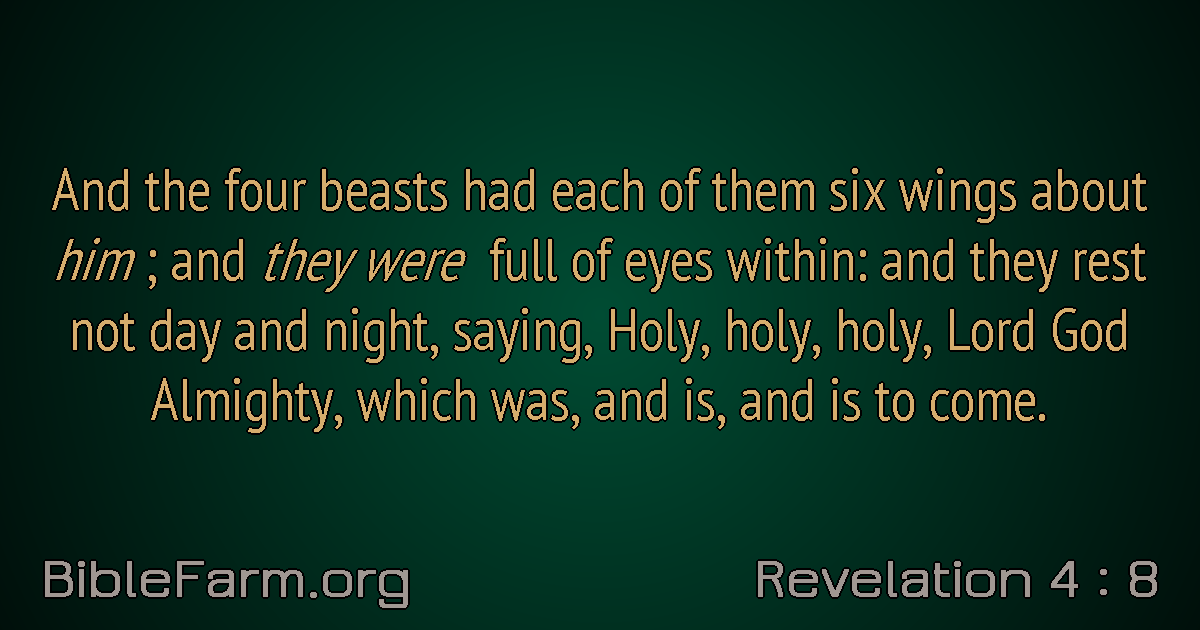 And the four beasts had each of them six wings about
him ; and they were full of eyes within: and they rest
not day and night, saying, Holy, holy, holy, Lord God
Almighty, which was, and is, and is to come.
BibleFarm.org
Revelation 4 : 8